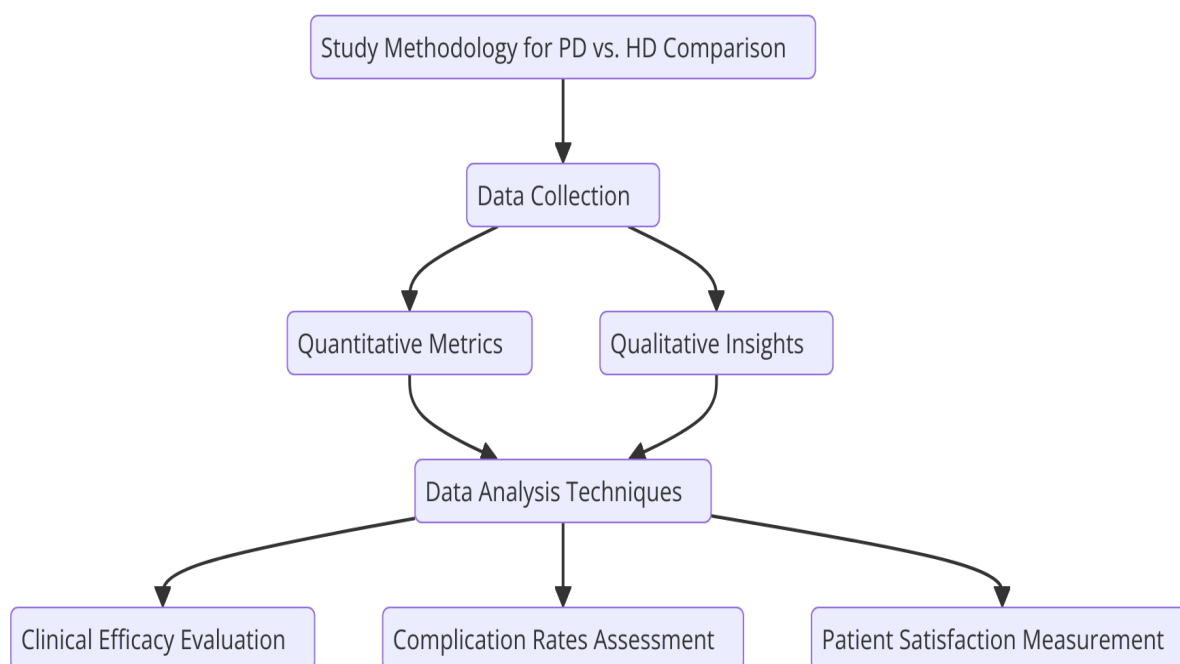 Study Methodology for PD vs. HD Comparison
Data Collection
Quantitative Metrics
Qualitative Insights
Data Analysis Techniques
Clinical Efficacy Evaluation
Complication Rates Assessment
Patient Satisfaction Measurement